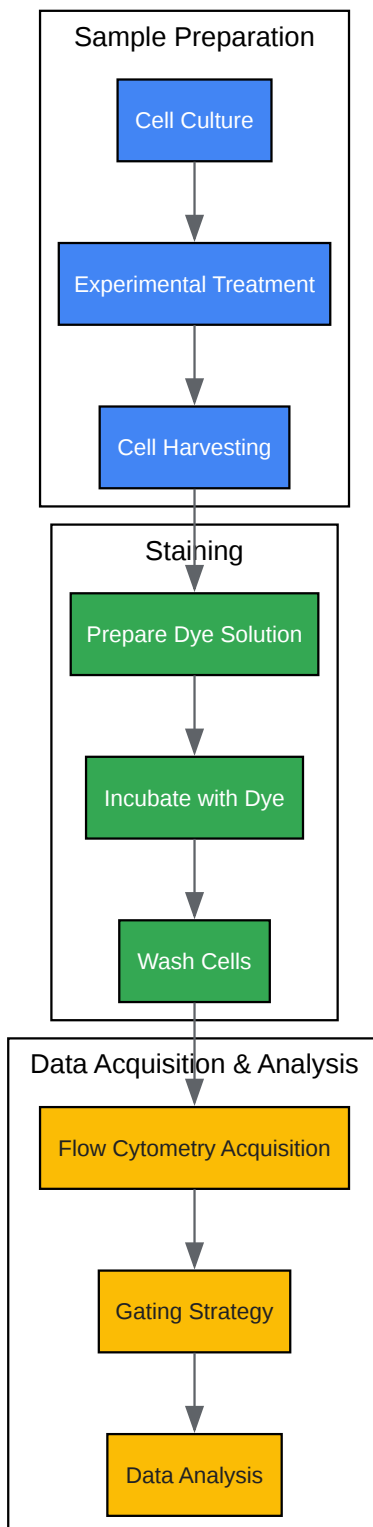 Sample Preparation
Cell Culture
Experimental Treatment
Cell Harvesting
Staining
Prepare Dye Solution
Incubate with Dye
Wash Cells
Data Acquisition & Analysis
Flow Cytometry Acquisition
Gating Strategy
Data Analysis